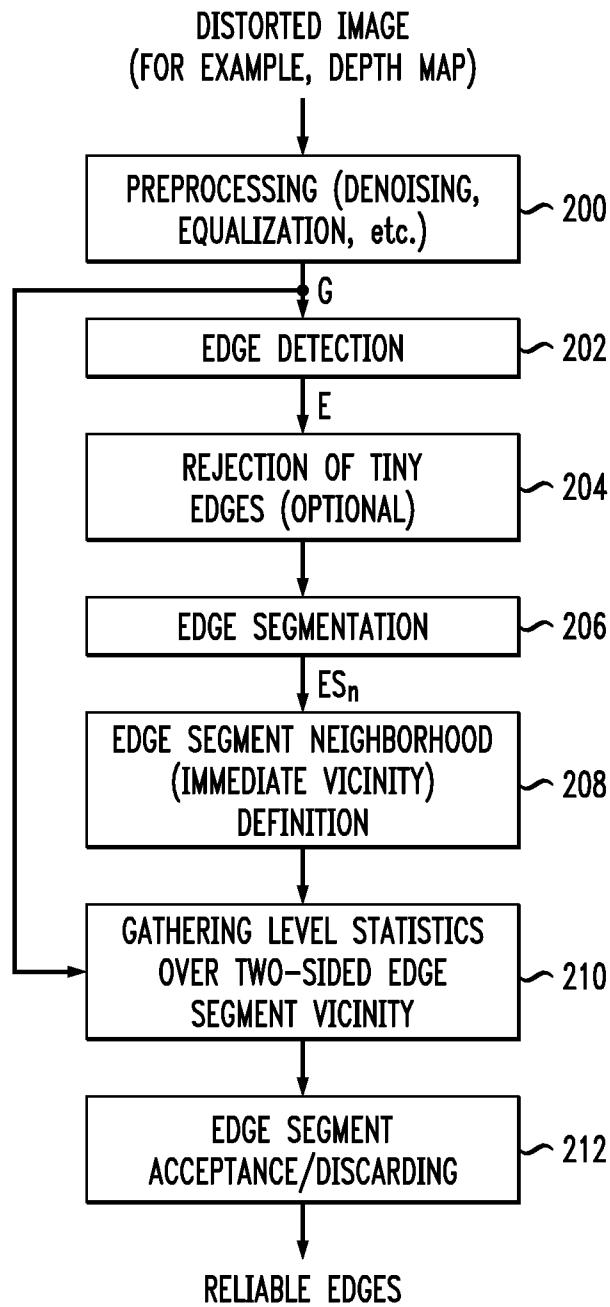 DISTORTED IMAGE
(FOR EXAMPLE, DEPTH MAP)
PREPROCESSING (DENOISING,
EQUALIZATION, etc.)
200
G
EDGE DETECTION
202
E
REJECTION OF TINY
EDGES (OPTIONAL)
204
EDGE SEGMENTATION
206
ESn
EDGE SEGMENT NEIGHBORHOOD
(IMMEDIATE VICINITY)
DEFINITION
208
GATHERING LEVEL STATISTICS
OVER TWO-SIDED EDGE
SEGMENT VICINITY
210
EDGE SEGMENT
ACCEPTANCE/DISCARDING
212
RELIABLE EDGES